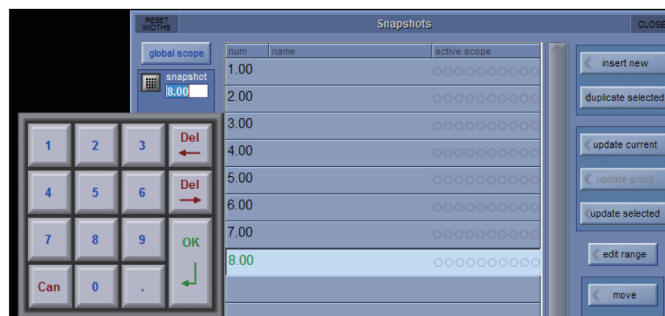 RESET
WIDTHS
Snapshots
CLOSE
global scope
snapshot
8.00
num name active scope
1.00
2.00
3.00
4.00
5.00
6.00
7.00
8.00
insert new
duplicate selected
update current
update group
update selected
edit range
move
1 2 3 Del
4 5 6 Del
7 8 9 OK
Can 0 .